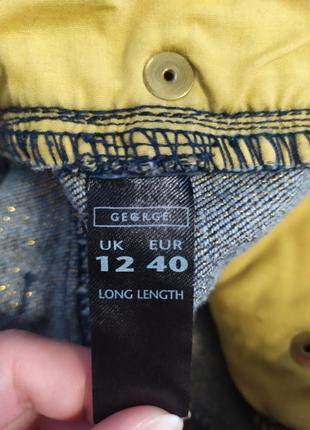 GEORGE
UK EUR
12 40
LONG LENGTH